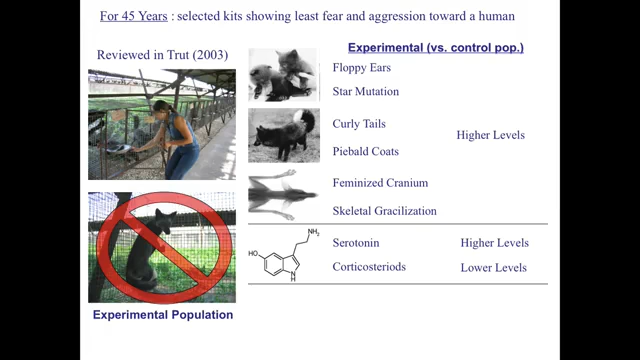 For 45 Years : selected kits showing least fear and aggression toward a human
Reviewed in Trut (2003)
Experimental (vs. control pop.)
Floppy Ears
Star Mutation
Curly Tails
Higher Levels
Piebald Coats
Feminized Cranium
Skeletal Gracilization
Serotonin Higher Levels
Corticosteriods Lower Levels
NH2
HO
N
H
Experimental Population